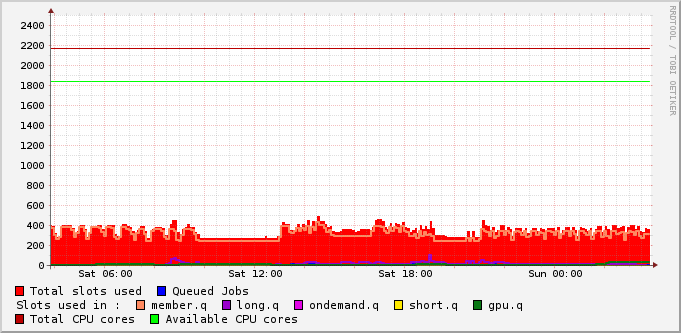 RRDTOOL / TOBI OETIKER
2400
2200
2000
1800
1600
1400
1200
1000
800
600
400
200
0
Sat 06:00 Sat 12:00 Sat 18:00 Sun 00:00
Total slots used Queued Jobs
Slots used in : member.q long.q ondemand.q short.q gpu.q
Total CPU cores Available CPU cores